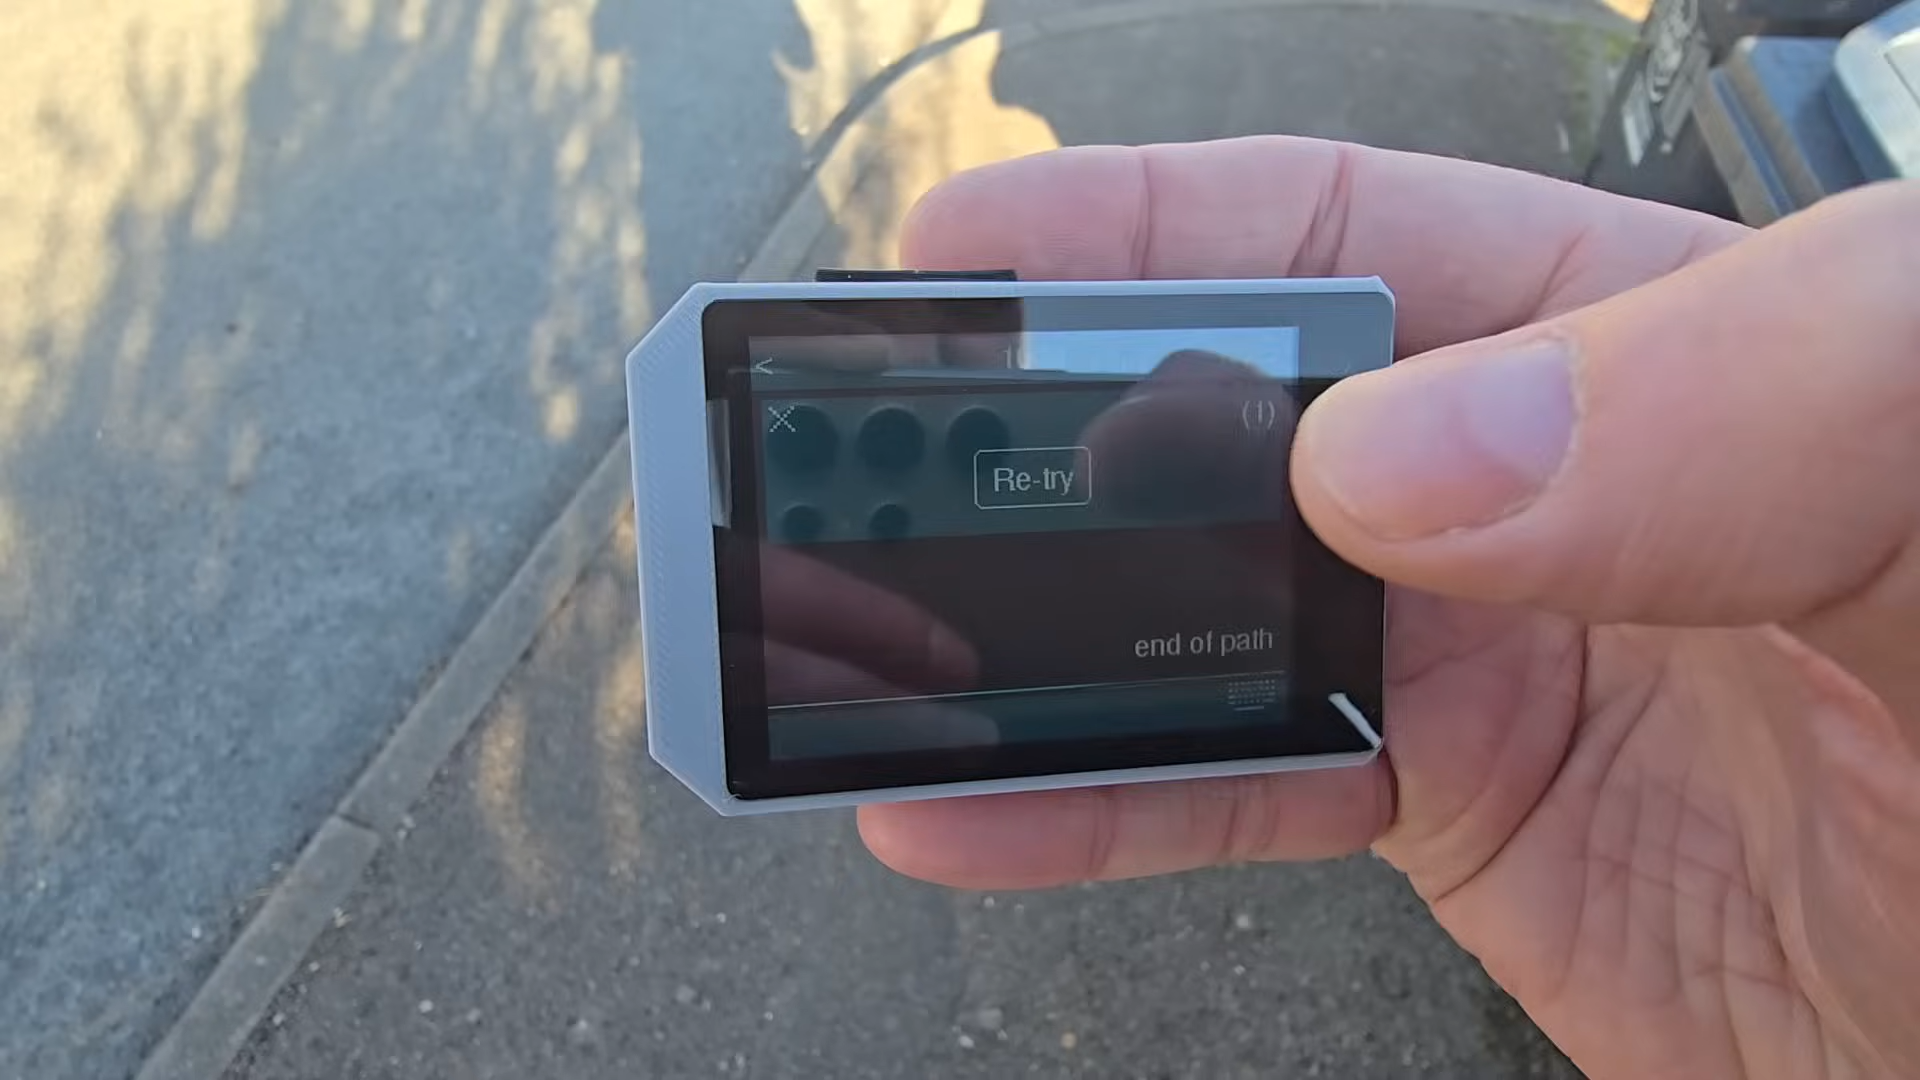 <
(1)
Re-try
end of path